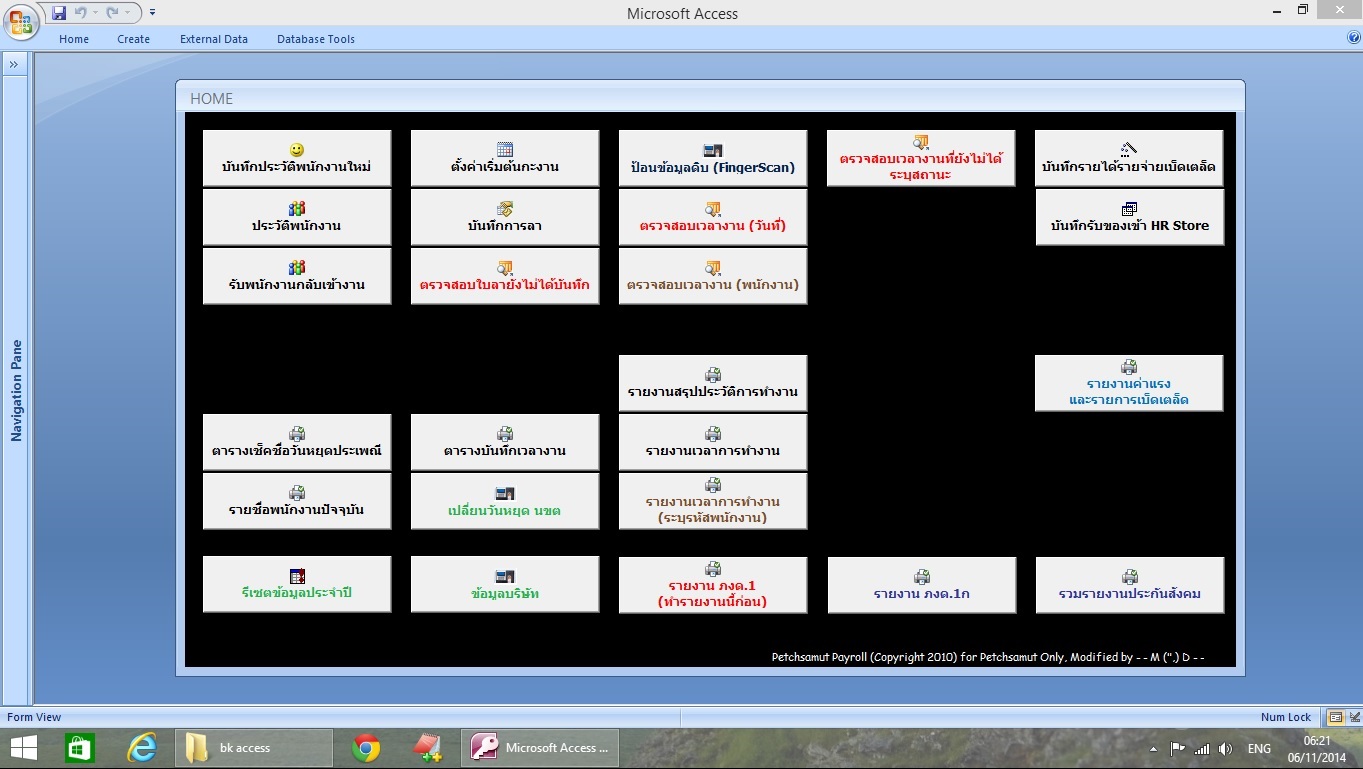 Microsoft Access
Home Create External Data Database Tools
Navigation Pane
HOME
บันทึกประวัติพนักงานใหม่
ตั้งค่าเริ่มต้นกะงาน
ป้อนข้อมูลดิบ (FingerScan)
ตรวจสอบเวลางานที่ยังไม่ได้
ระบุสถานะ
บันทึกรายได้รายจ่ายเบ็ดเตล็ด
ประวัติพนักงาน
บันทึกการลา
ตรวจสอบเวลางาน (วันที่)
บันทึกรับของเข้า HR Store
รับพนักงานกลับเข้างาน
ตรวจสอบใบลายังไม่ได้บันทึก
ตรวจสอบเวลางาน (พนักงาน)
รายงานสรุปประวัติการทำงาน
รายงานค่าแรง
และรายการเบ็ดเตล็ด
ตารางเช็คชื่อวันหยุดประเพณี
ตารางบันทึกเวลางาน
รายงานเวลาการทำงาน
รายชื่อพนักงานปัจจุบัน
เปลี่ยนวันหยุด นขต
รายงานเวลาการทำงาน
(ระบุรหัสพนักงาน)
รีเซตข้อมูลประจำปี
ข้อมูลบริษัท
รายงาน ภงด.1
(ทำรายงานนี้ก่อน)
รายงาน ภงด.1ก
รวมรายงานประกันสังคม
Petchsamut Payroll (Copyright 2010) for Petchsamut Only, Modified by - - M (",) D - -
Form View
Num Lock
bk access
Microsoft Access ...
ENG
06:21
06/11/2014